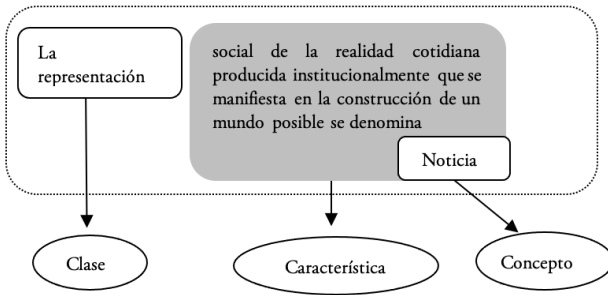 La
representación
social de la realidad cotidiana
producida institucionalmente que se
manifiesta en la construcción de un
mundo posible se denomina
Noticia
Clase
Característica
Concepto